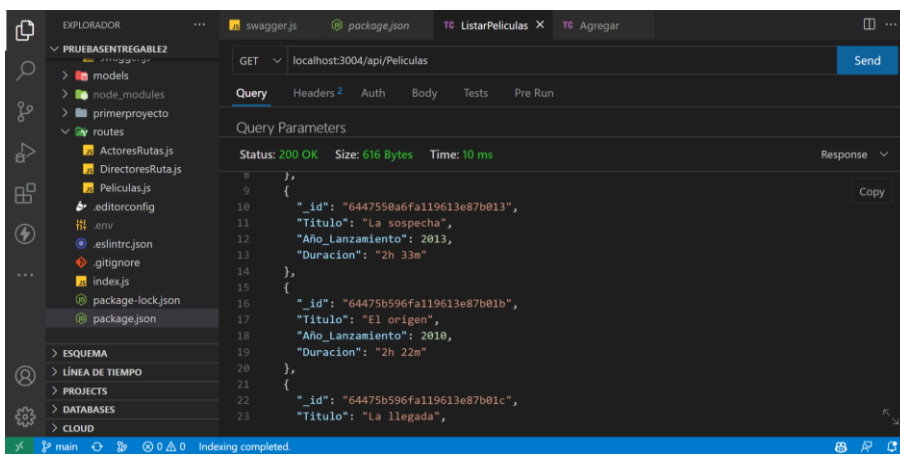 EXPLORADOR
PRUEBASENTREGABLE2
swagger.js
models
node_modules
primerproyecto
routes
ActoresRutas.js
DirectoresRuta.js
Peliculas.js
.editorconfig
.env
.eslintrc.json
.gitignore
index.js
package-lock.json
package.json
ESQUEMA
LÍNEA DE TIEMPO
PROJECTS
DATABASES
CLOUD
swagger.js package.json TC ListarPeliculas TC Agregar
GET localhost:3004/api/Peliculas Send
Query Headers 2 Auth Body Tests Pre Run
Query Parameters
Status: 200 OK Size: 616 Bytes Time: 10 ms Response
Copy
8 },
9 {
10 "_id": "6447550a6fa119613e87b013",
11 "Titulo": "La sospecha",
12 "Año_Lanzamiento": 2013,
13 "Duracion": "2h 33m"
14 },
15 {
16 "_id": "64475b596fa119613e87b01b",
17 "Titulo": "El origen",
18 "Año_Lanzamiento": 2010,
19 "Duracion": "2h 22m"
20 },
21 {
22 "_id": "64475b596fa119613e87b01c",
23 "Titulo": "La llegada",
main 0 0 Indexing completed.